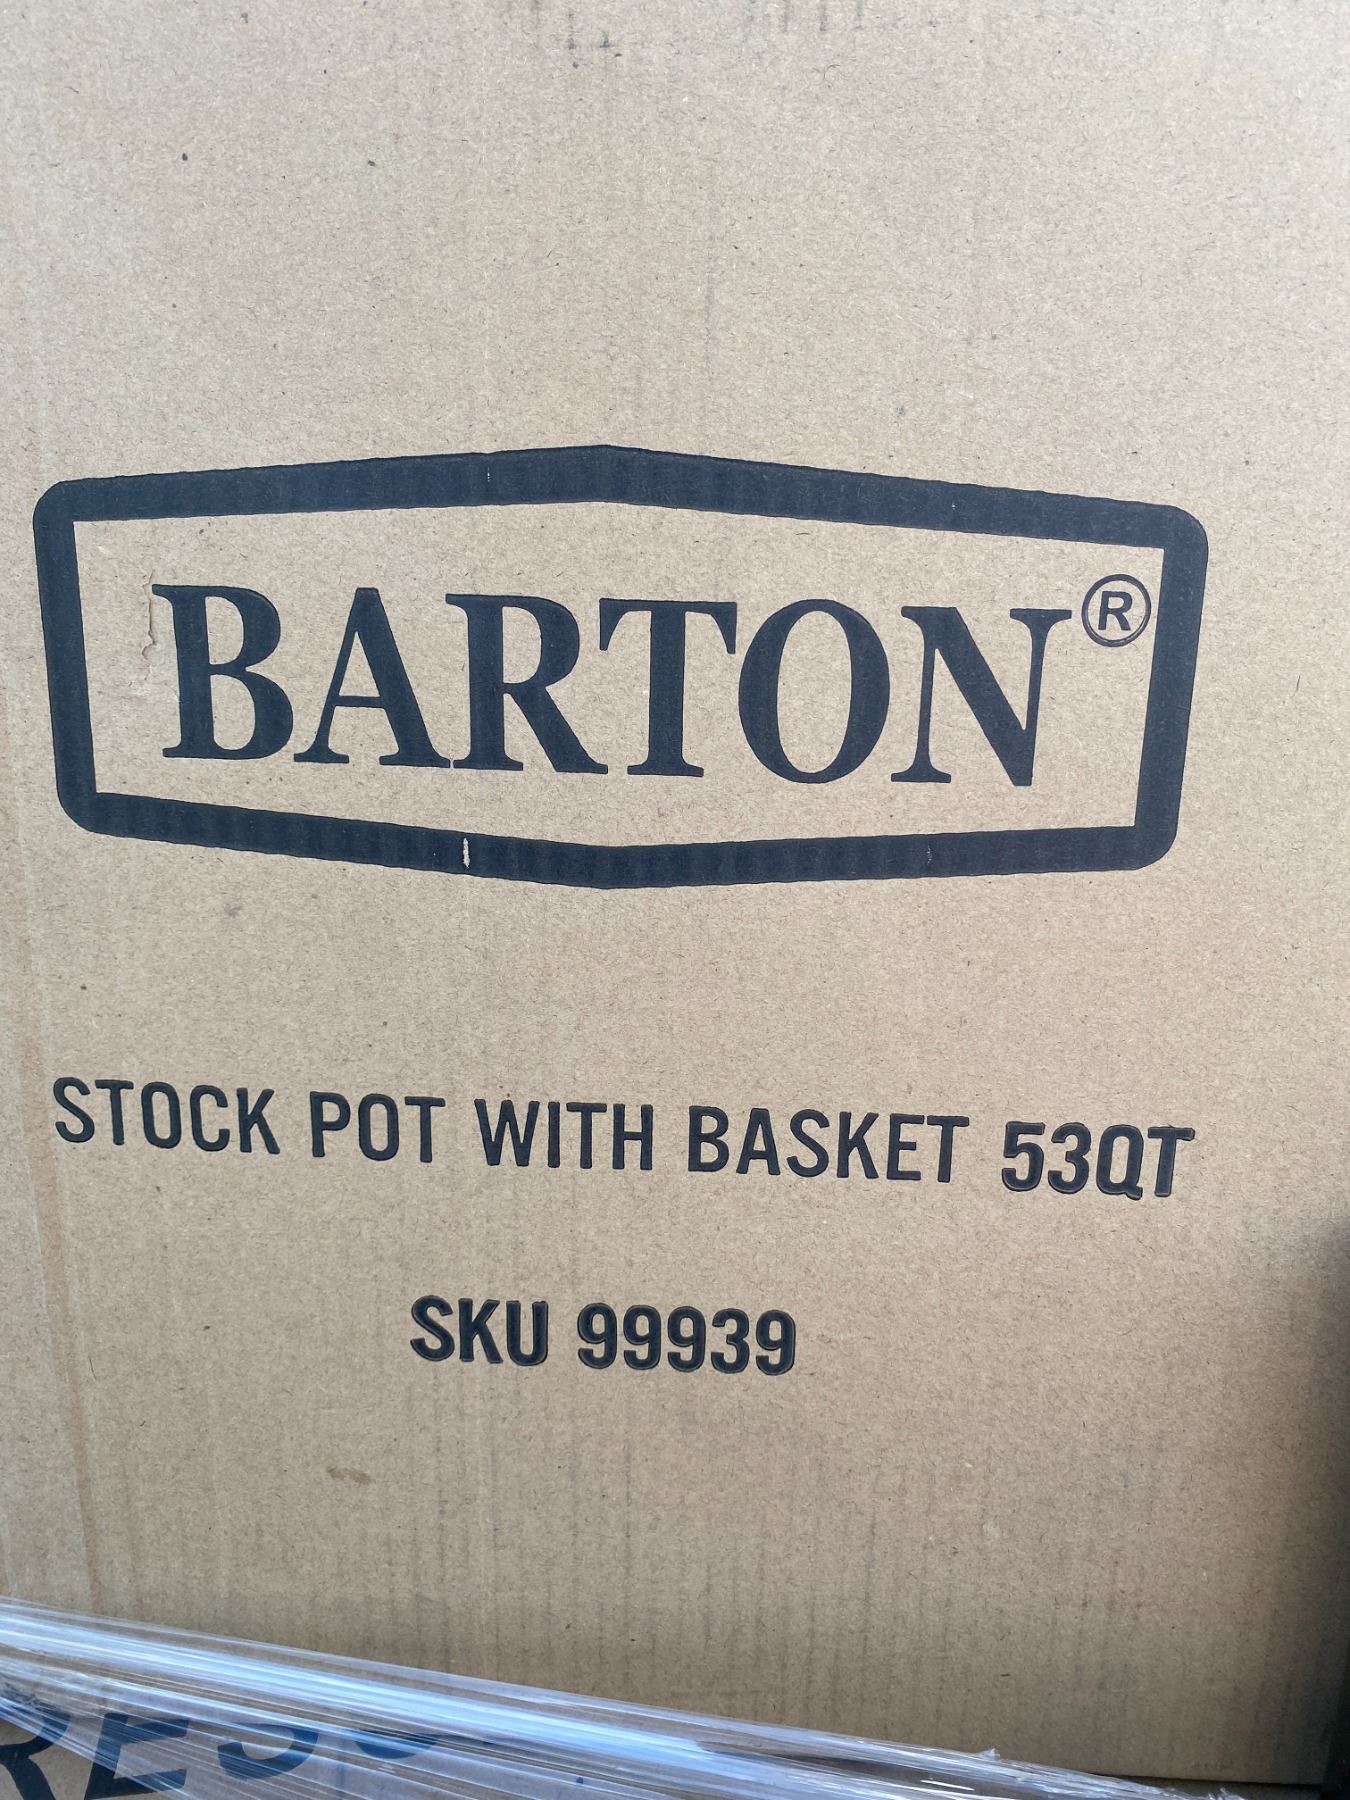 BARTON®
STOCK POT WITH BASKET 53QT
SKU 99939